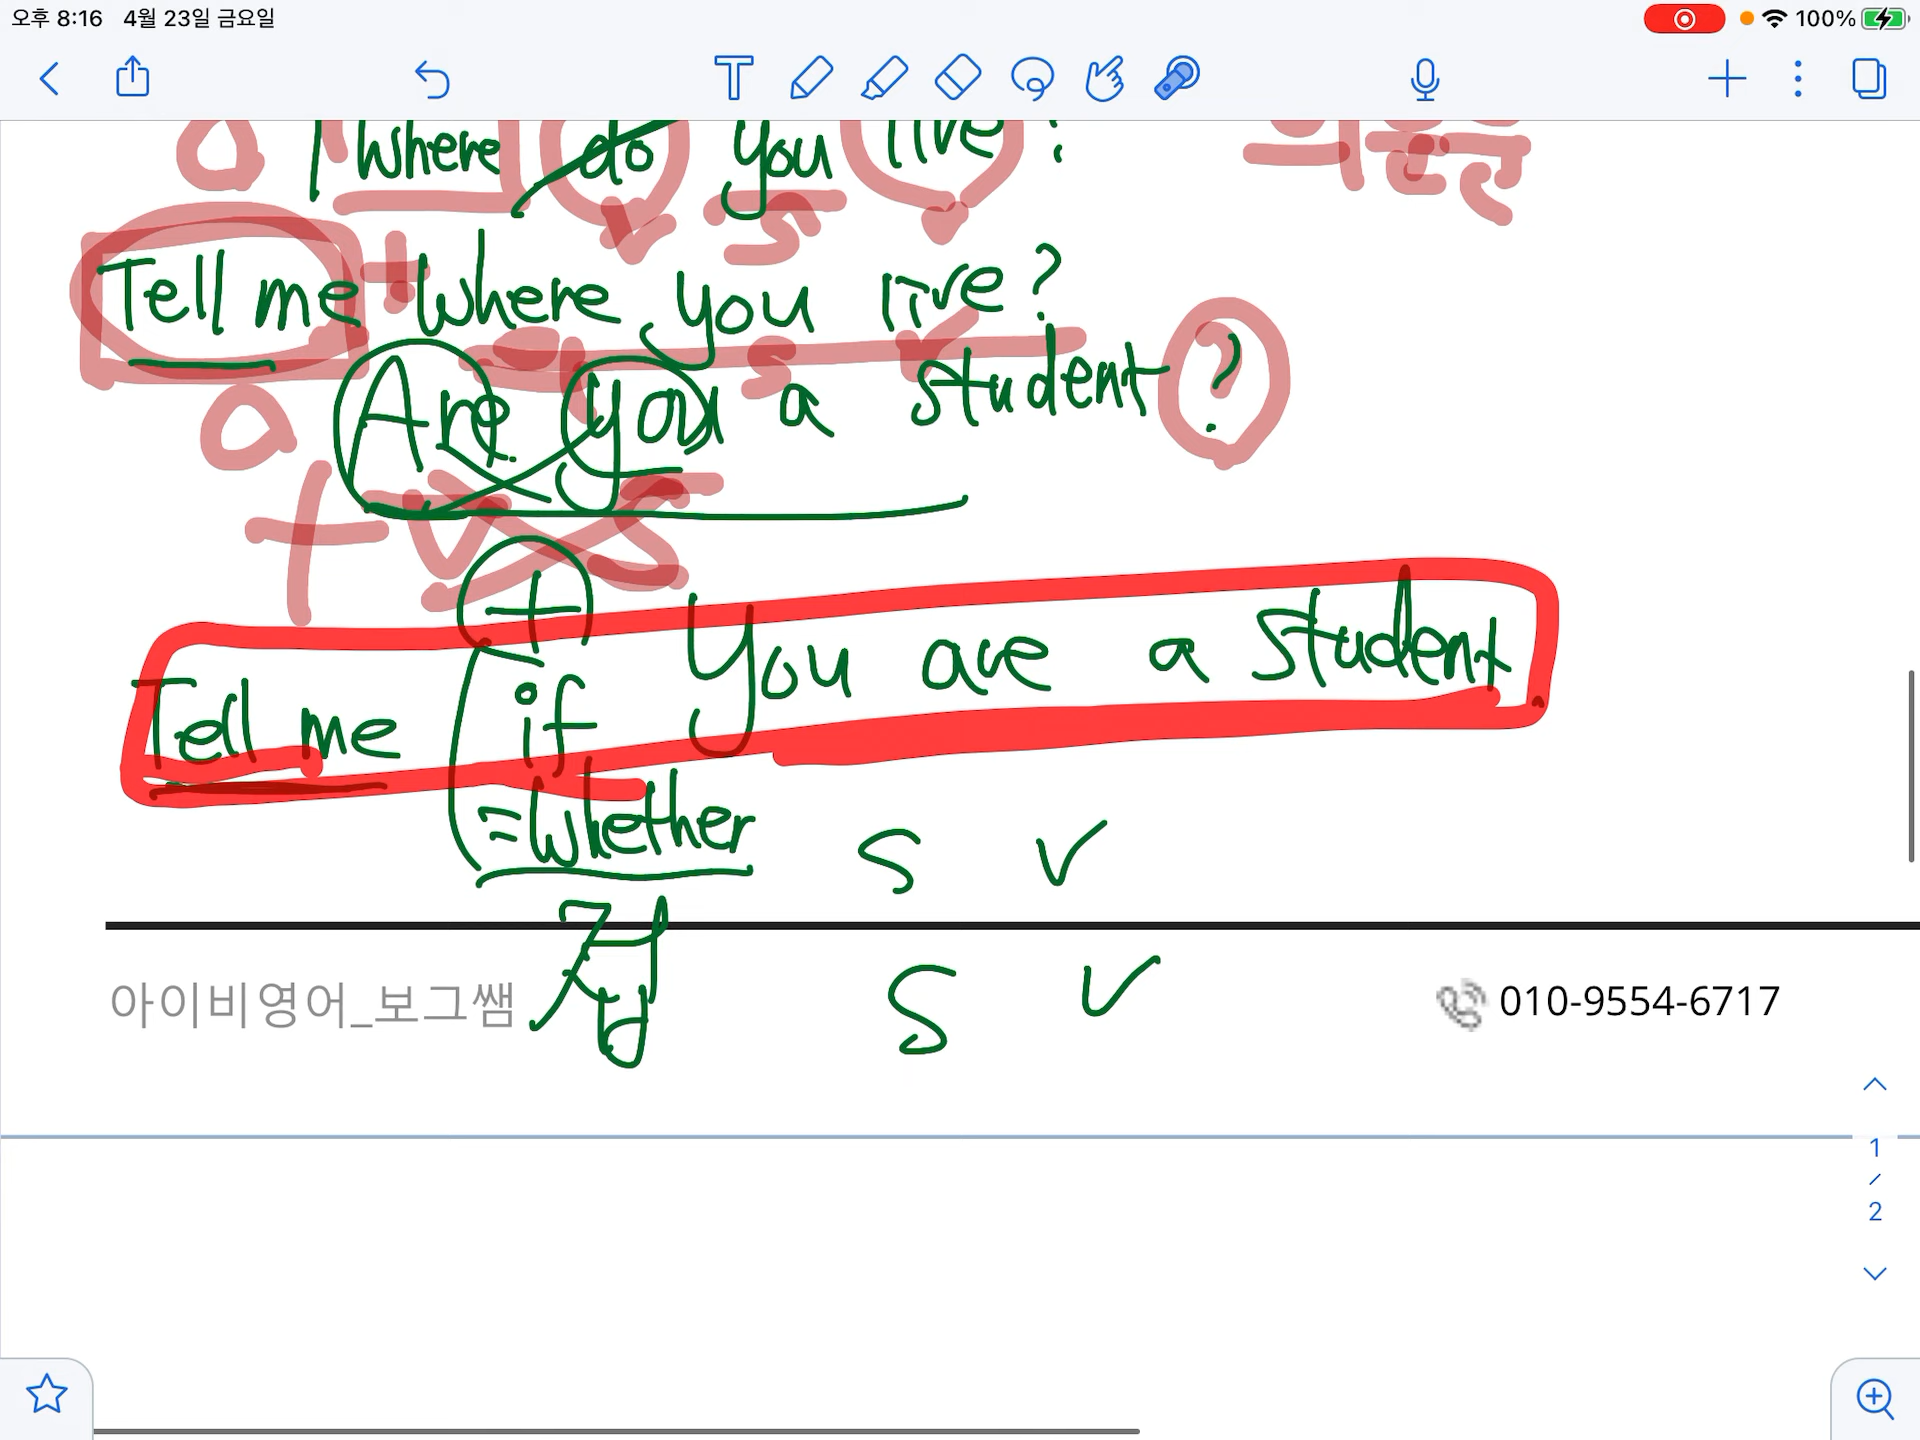 오후 8:16 4월 23일 금요일 100%
Where do you live?
의문문
Tell me + Where you live?
S V
Are you a student?
+ V S
+
Tell me if you are a student
=Whether S V
접 S V
아이비영어_보그쌤 010-9554-6717
1
/
2